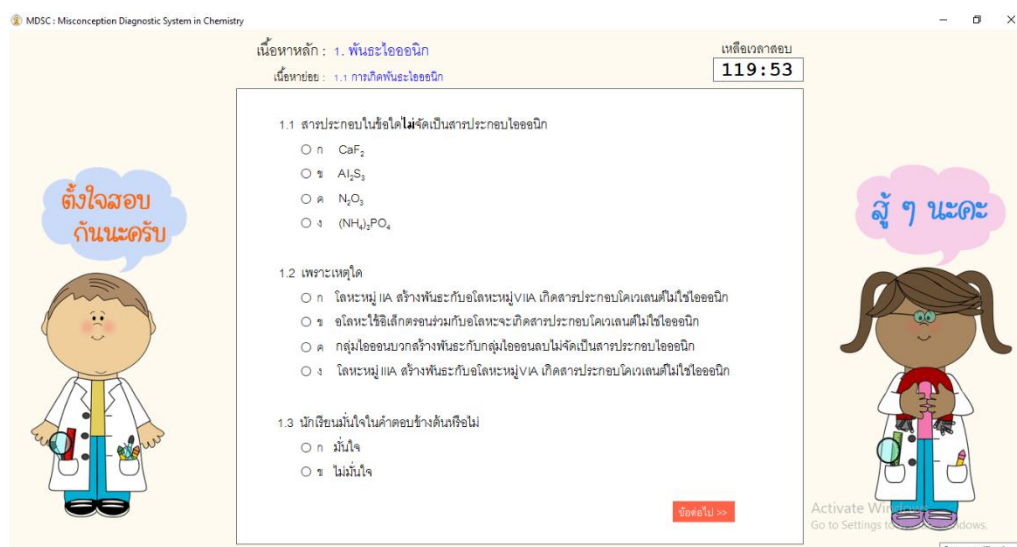 MDSC : Misconception Diagnostic System in Chemistry
เนื้อหาหลัก : 1. พันธะไอออนิก
เหลือเวลาสอบ
เนื้อหาย่อย : 1.1 การเกิดพันธะไอออนิก
119:53
1.1 สารประกอบในข้อใดไม่จัดเป็นสารประกอบไอออนิก
ก CaF₂
ข Al₂S₃
ค N₂O₃
ง (NH₄)₃PO₄
ตั้งใจสอบ
กันนะครับ
สู้ ๆ นะคะ
1.2 เพราะเหตุใด
ก โลหะหมู่ IIA สร้างพันธะกับอโลหะหมู่VIIA เกิดสารประกอบโคเวเลนต์ไม่ใช่ไอออนิก
ข อโลหะใช้อิเล็กตรอนร่วมกับอโลหะจะเกิดสารประกอบโคเวเลนต์ไม่ใช่ไอออนิก
ค กลุ่มไอออนบวกสร้างพันธะกับกลุ่มไอออนลบไม่จัดเป็นสารประกอบไอออนิก
ง โลหะหมู่ IIIA สร้างพันธะกับอโลหะหมู่VIA เกิดสารประกอบโคเวเลนต์ไม่ใช่ไอออนิก
1.3 นักเรียนมั่นใจในคำตอบข้างต้นหรือไม่
ก มั่นใจ
ข ไม่มั่นใจ
ข้อต่อไป >>
Activate Windows
Go to Settings to